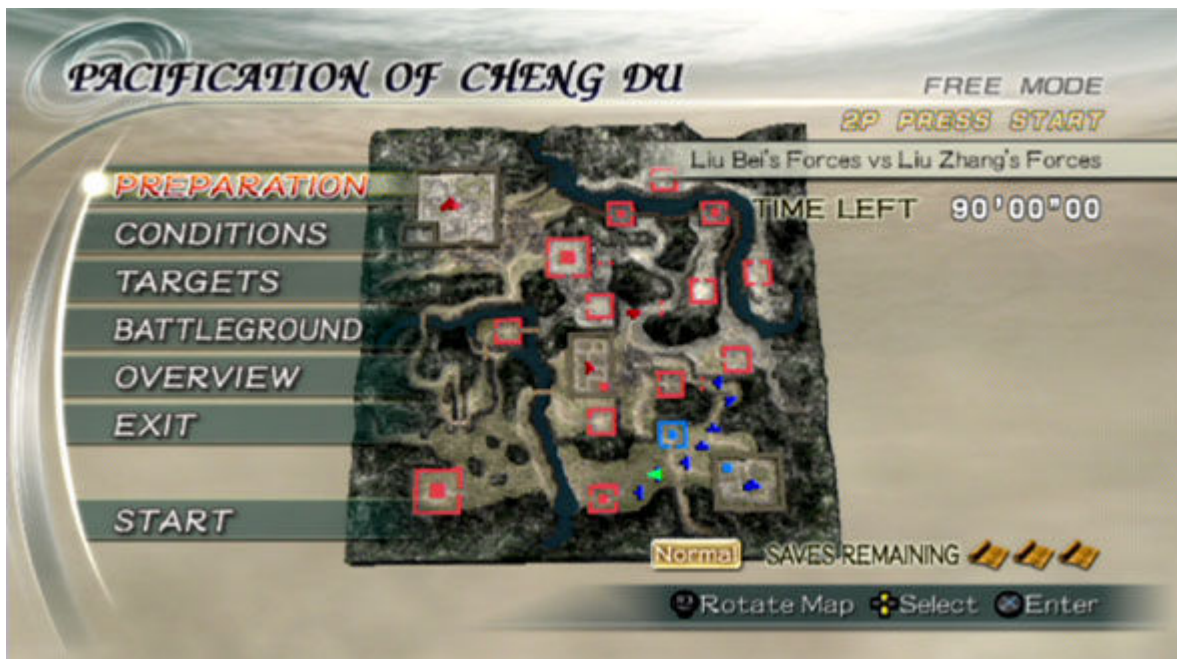 PACIFICATION OF CHENG DU
FREE MODE
2P PRESS START
Liu Bei's Forces vs Liu Zhang's Forces
TIME LEFT 90'00"00
PREPARATION
CONDITIONS
TARGETS
BATTLEGROUND
OVERVIEW
EXIT
START
Normal SAVES REMAINING
Rotate Map Select Enter